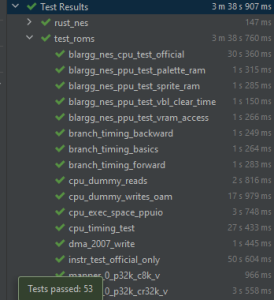 Test Results 3 m 38 s 907 ms
rust_nes 147 ms
test_roms 3 m 38 s 760 ms
blargg_nes_cpu_test_official 30 s 360 ms
blargg_nes_ppu_test_palette_ram 1 s 315 ms
blargg_nes_ppu_test_sprite_ram 1 s 285 ms
blargg_nes_ppu_test_vbl_clear_time 1 s 150 ms
blargg_nes_ppu_test_vram_access 1 s 266 ms
branch_timing_backward 1 s 249 ms
branch_timing_basics 1 s 264 ms
branch_timing_forward 1 s 283 ms
cpu_dummy_reads 2 s 816 ms
cpu_dummy_writes_oam 17 s 979 ms
cpu_exec_space_ppuio 3 s 748 ms
cpu_timing_test 27 s 433 ms
dma_2007_write 1 s 445 ms
instr_test_official_only 50 s 604 ms
mapper_0_p32k_c8k_v 966 ms
Tests passed: 53
0_p32k_cr32k_v 3 s 558 ms